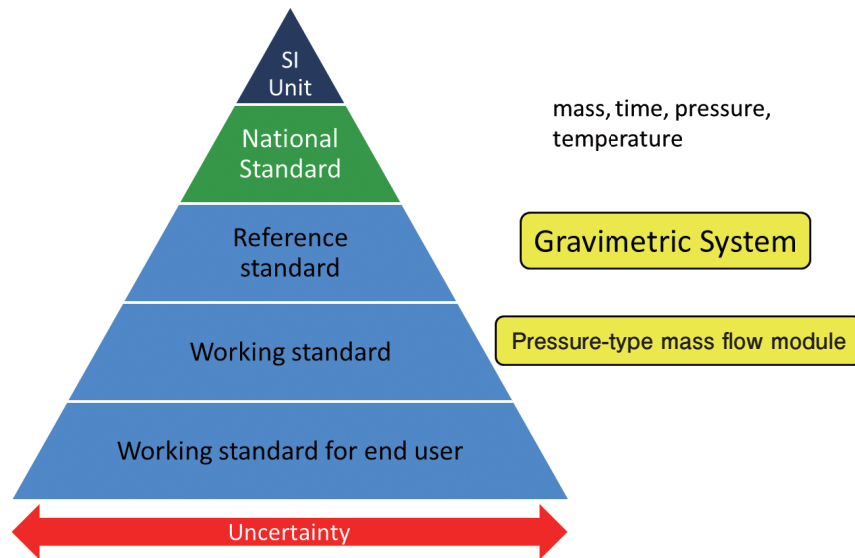 SI
Unit
mass, time, pressure,
temperature
National
Standard
Reference
standard
Gravimetric System
Working standard
Pressure-type mass flow module
Working standard for end user
Uncertainty